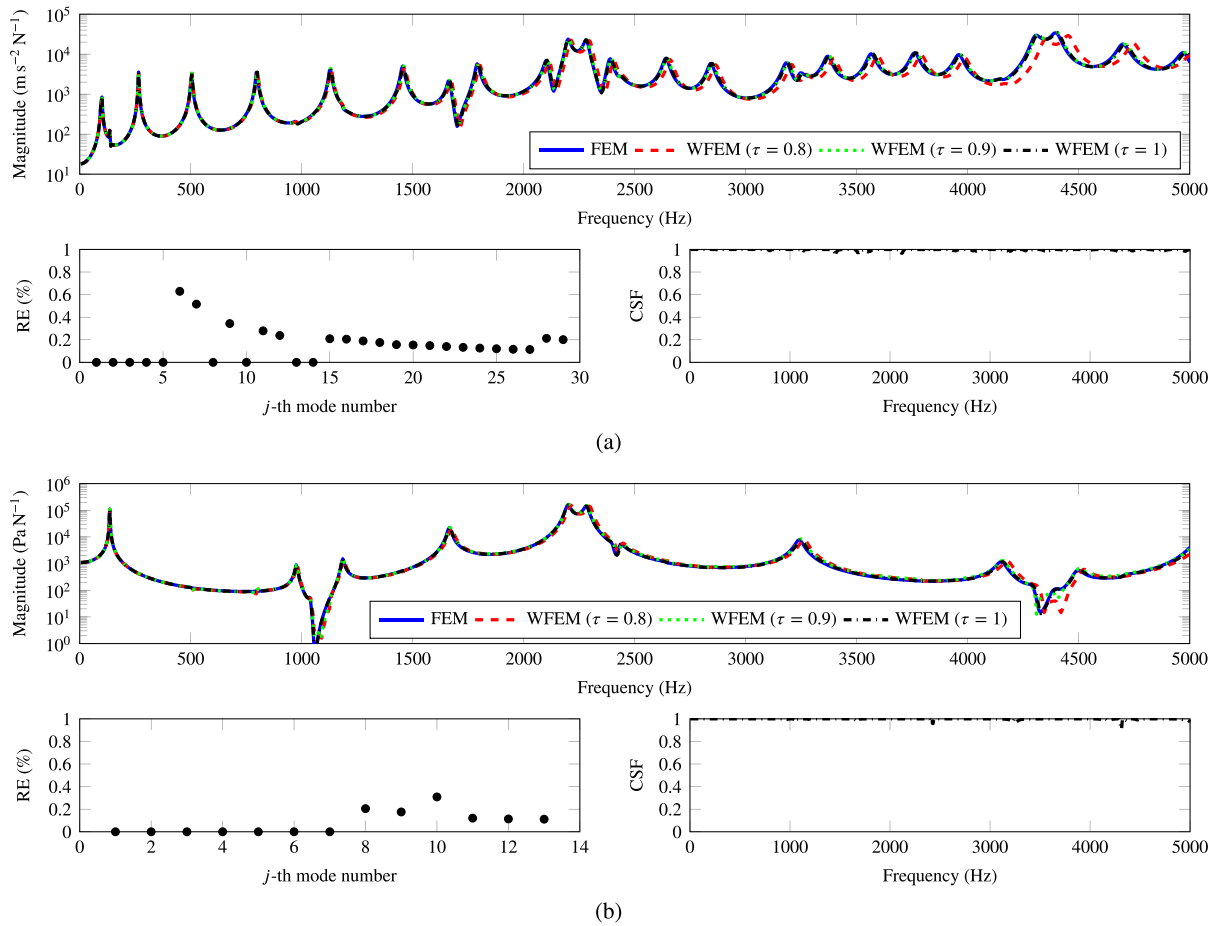 10^5
10^4
10^3
10^2
10^1
Magnitude (m s^−2 N^−1)
FEM WFEM (τ = 0.8) WFEM (τ = 0.9) WFEM (τ = 1)
0 500 1000 1500 2000 2500 3000 3500 4000 4500 5000
Frequency (Hz)
1
0.8
0.6
0.4
0.2
0
RE (%)
0 5 10 15 20 25 30
j-th mode number
1
0.8
0.6
0.4
0.2
0
CSF
0 1000 2000 3000 4000 5000
Frequency (Hz)
(a)
10^6
10^5
10^4
10^3
10^2
10^1
10^0
Magnitude (Pa N^−1)
FEM WFEM (τ = 0.8) WFEM (τ = 0.9) WFEM (τ = 1)
0 500 1000 1500 2000 2500 3000 3500 4000 4500 5000
Frequency (Hz)
1
0.8
0.6
0.4
0.2
0
RE (%)
0 2 4 6 8 10 12 14
j-th mode number
1
0.8
0.6
0.4
0.2
0
CSF
0 1000 2000 3000 4000 5000
Frequency (Hz)
(b)